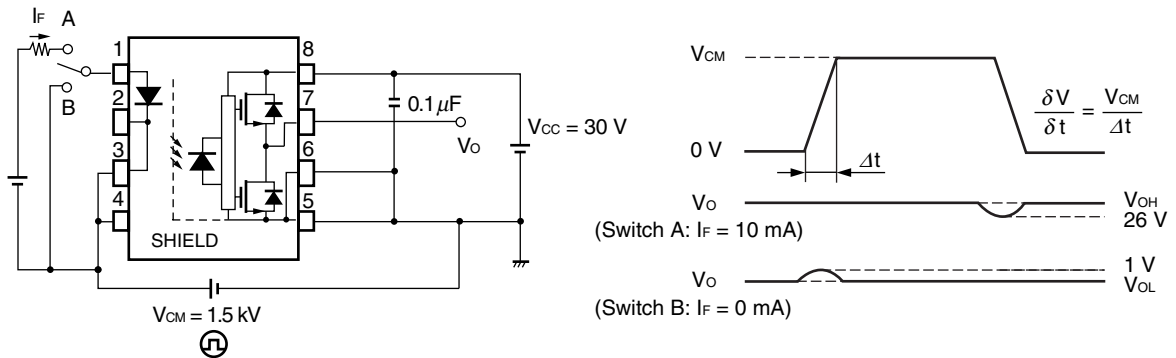 IF A
B
1
2
3
4
8
7
6
5
SHIELD
0.1 μF
VO
VCC = 30 V
VCM = 1.5 kV
VCM
0 V
Δt
δV/δt = VCM/Δt
VO
(Switch A: IF = 10 mA)
VOH
26 V
VO
(Switch B: IF = 0 mA)
1 V
VOL